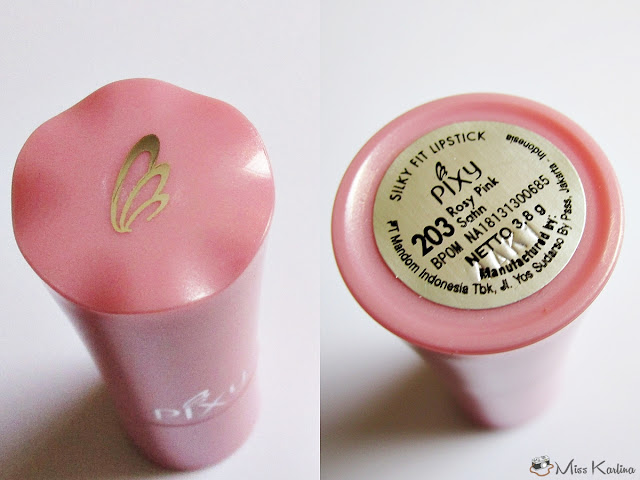 PIXY
SILKY FIT LIPSTICK
pixy
203 Rosy Pink
Satin
BPOM NA18131300685
NETTO 3,8 g
Manufactured by:
PT Mandom Indonesia Tbk, Jl. Yos Sudarso By Pass, Jakarta - Indonesia
Miss Karlina